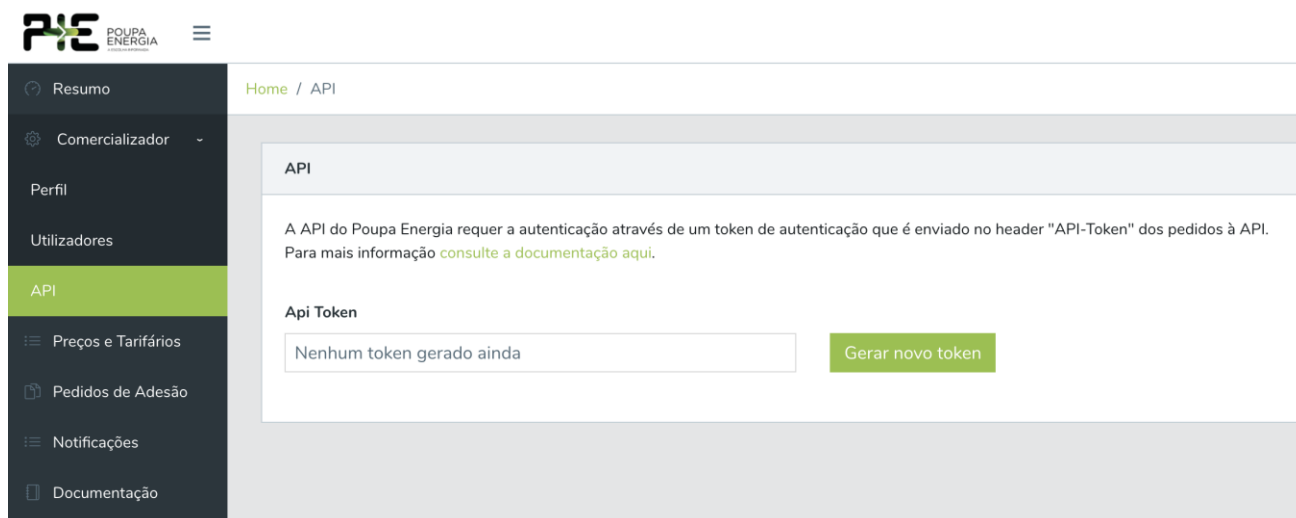 P/E POUPA
ENERGIA
Resumo
Home / API
Comercializador
API
Perfil
A API do Poupa Energia requer a autenticação através de um token de autenticação que é enviado no header "API-Token" dos pedidos à API.
Utilizadores
Para mais informação consulte a documentação aqui.
API
Api Token
Preços e Tarifários
Nenhum token gerado ainda
Gerar novo token
Pedidos de Adesão
Notificações
Documentação